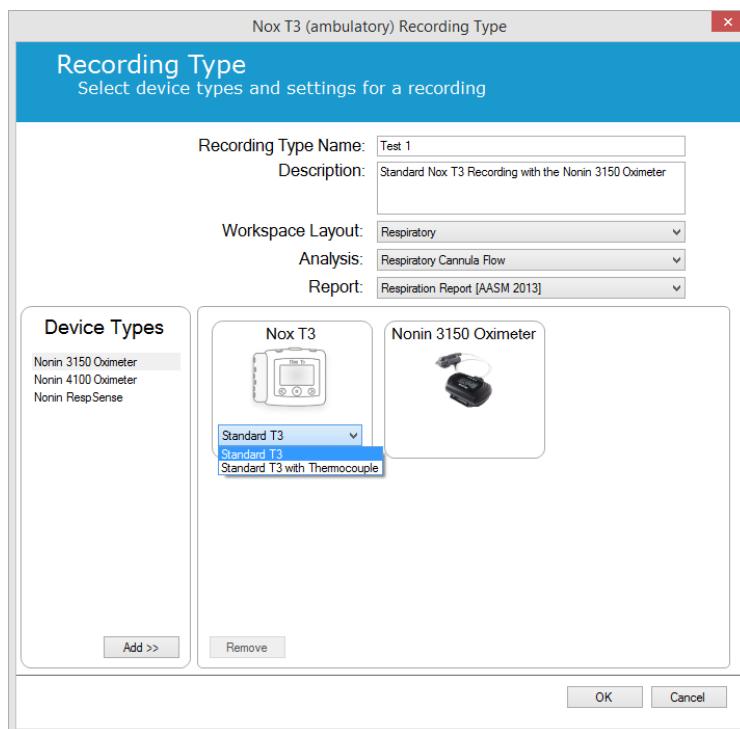 Nox T3 (ambulatory) Recording Type
Recording Type
Select device types and settings for a recording
Recording Type Name: Test 1
Description: Standard Nox T3 Recording with the Nonin 3150 Oximeter
Workspace Layout: Respiratory
Analysis: Respiratory Cannula Flow
Report: Respiration Report [AASM 2013]
Device Types
Nonin 3150 Oximeter
Nonin 4100 Oximeter
Nonin RespSense
Add >>
Nox T3
Nox T3
Standard T3
Standard T3
Standard T3 with Thermocouple
Nonin 3150 Oximeter
Remove
OK
Cancel